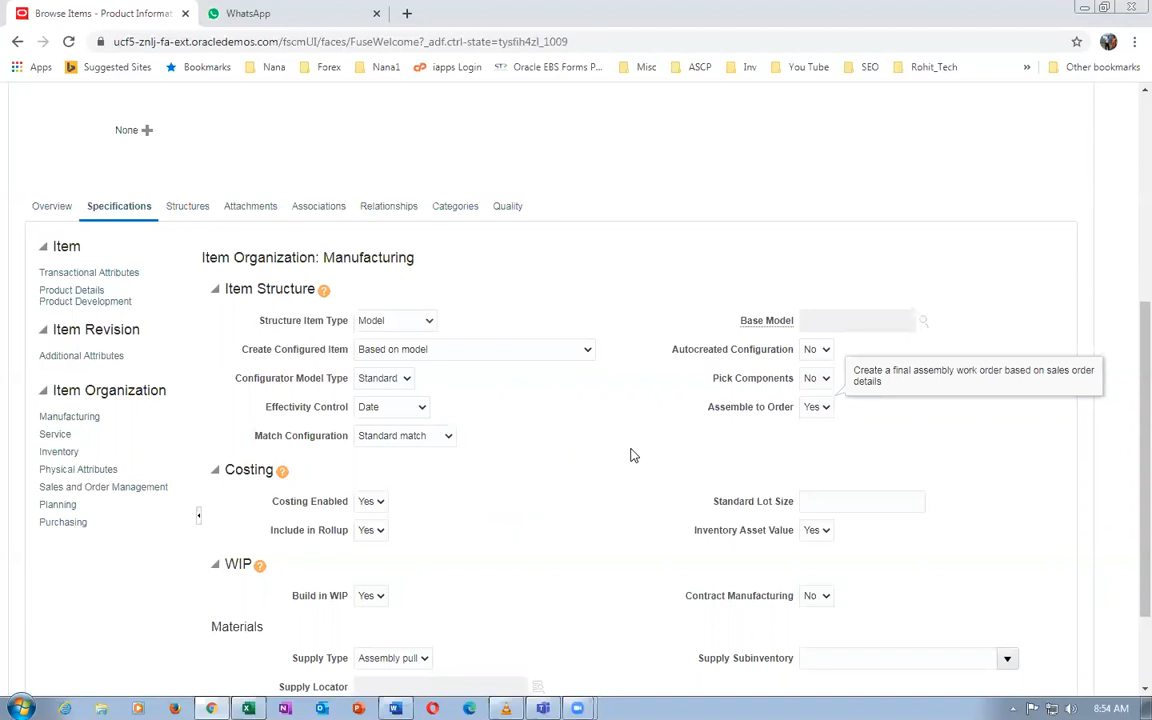 Browse Items - Product Informat
WhatsApp
ucf5-znlj-fa-ext.oracledemos.com/fscmUI/faces/FuseWelcome?_adf.ctrl-state=tysfih4zl_1009
Apps
Suggested Sites
Bookmarks
Nana
Forex
Nana1
iapps Login
Oracle EBS Forms P...
Misc
ASCP
Inv
You Tube
SEO
Rohit_Tech
»
Other bookmarks
None
Overview
Specifications
Structures
Attachments
Associations
Relationships
Categories
Quality
Item
Transactional Attributes
Product Details
Product Development
Item Revision
Additional Attributes
Item Organization
Manufacturing
Service
Inventory
Physical Attributes
Sales and Order Management
Planning
Purchasing
Item Organization: Manufacturing
Item Structure ?
Structure Item Type Model
Base Model
Create Configured Item Based on model
Autocreated Configuration No
Configurator Model Type Standard
Pick Components No
Create a final assembly work order based on sales order
details
Effectivity Control Date
Assemble to Order Yes
Match Configuration Standard match
Costing ?
Costing Enabled Yes
Standard Lot Size
Include in Rollup Yes
Inventory Asset Value Yes
WIP ?
Build in WIP Yes
Contract Manufacturing No
Materials
Supply Type Assembly pull
Supply Subinventory
Supply Locator
8:54 AM